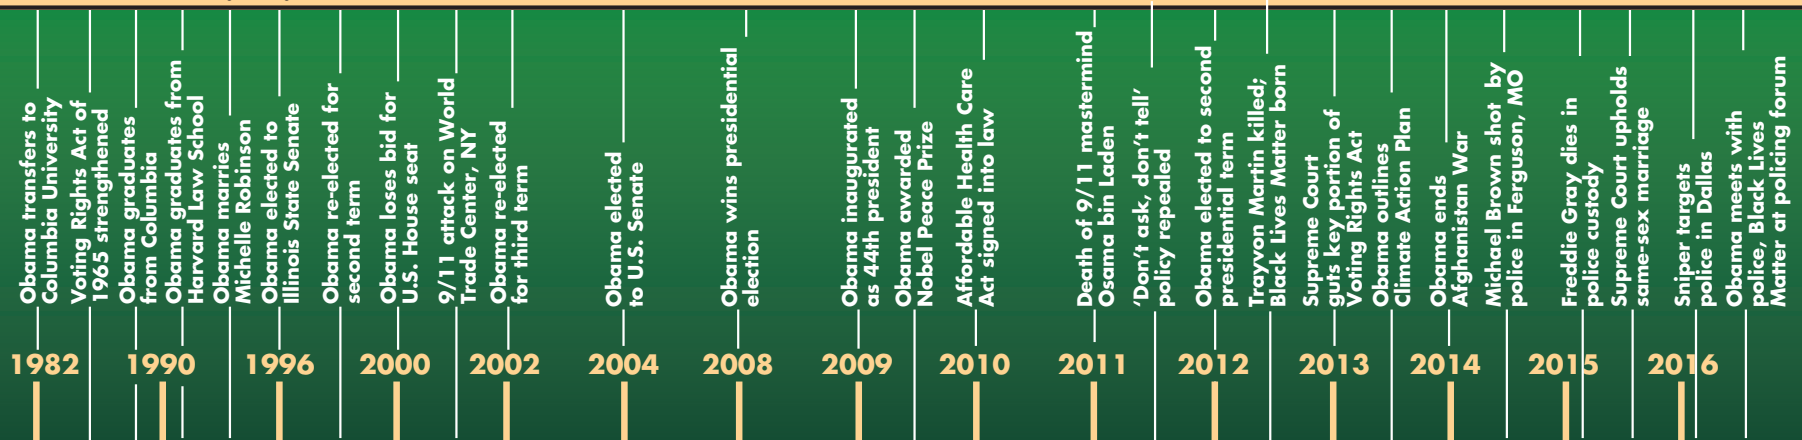 Obama transfers to
Columbia University
Voting Rights Act of
1965 strengthened
Obama graduates
from Columbia
Obama graduates from
Harvard Law School
Obama marries
Michelle Robinson
Obama elected to
Illinois State Senate
Obama re-elected for
second term
Obama loses bid for
U.S. House seat
9/11 attack on World
Trade Center, NY
Obama re-elected
for third term
Obama elected
to U.S. Senate
Obama wins presidential
election
Obama inaugurated
as 44th president
Obama awarded
Nobel Peace Prize
Affordable Health Care
Act signed into law
Death of 9/11 mastermind
Osama bin Laden
‘Don’t ask, don’t tell’
policy repealed
Obama elected to second
presidential term
Trayvon Martin killed;
Black Lives Matter born
Supreme Court
guts key portion of
Voting Rights Act
Obama outlines
Climate Action Plan
Obama ends
Afghanistan War
Michael Brown shot by
police in Ferguson, MO
Freddie Gray dies in
police custody
Supreme Court upholds
same-sex marriage
Sniper targets
police in Dallas
Obama meets with
police, Black Lives
Matter at policing forum
1982 1990 1996 2000 2002 2004 2008 2009 2010 2011 2012 2013 2014 2015 2016